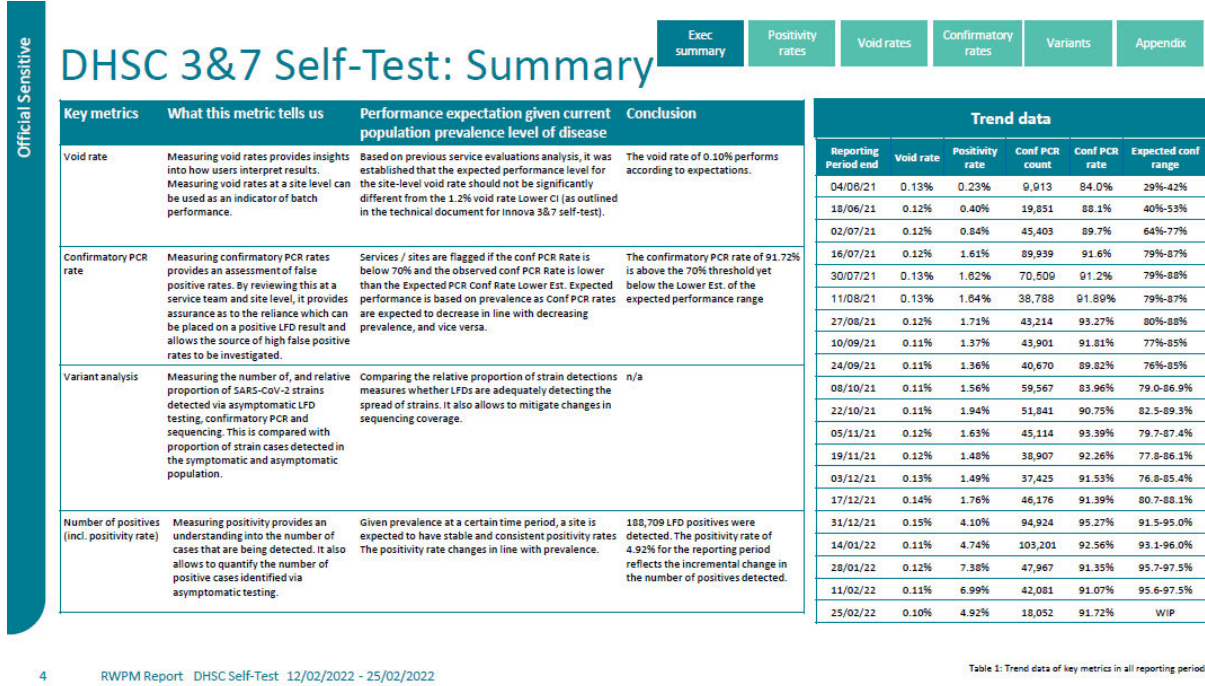 Official Sensitive
DHSC 3&7 Self-Test: Summary
Exec
summary
Positivity
rates
Void rates
Confirmatory
rates
Variants
Appendix
Key metrics
What this metric tells us
Performance expectation given current
population prevalence level of disease
Conclusion
Void rate
Measuring void rates provides insights
into how users interpret results.
Measuring void rates at a site level can
be used as an indicator of batch
performance.
Based on previous service evaluations analysis, it was
established that the expected performance level for
the site-level void rate should not be significantly
different from the 1.2% void rate Lower CI (as outlined
in the technical document for Innova 3&7 self-test).
The void rate of 0.10% performs
according to expectations.
Confirmatory PCR
rate
Measuring confirmatory PCR rates
provides an assessment of false
positive rates. By reviewing this at a
service team and site level, it provides
assurance as to the reliance which can
be placed on a positive LFD result and
allows the source of high false positive
rates to be investigated.
Services / sites are flagged if the conf PCR Rate is
below 70% and the observed conf PCR Rate is lower
than the Expected PCR Conf Rate Lower Est. Expected
performance is based on prevalence as Conf PCR rates
are expected to decrease in line with decreasing
prevalence, and vice versa.
The confirmatory PCR rate of 91.72%
is above the 70% threshold yet
below the Lower Est. of the
expected performance range
Variant analysis
Measuring the number of, and relative
proportion of SARS-CoV-2 strains
detected via asymptomatic LFD
testing, confirmatory PCR and
sequencing. This is compared with
proportion of strain cases detected in
the symptomatic and asymptomatic
population.
Comparing the relative proportion of strain detections
measures whether LFDs are adequately detecting the
spread of strains. It also allows to mitigate changes in
sequencing coverage.
n/a
Number of positives
(incl. positivity rate)
Measuring positivity provides an
understanding into the number of
cases that are being detected. It also
allows to quantify the number of
positive cases identified via
asymptomatic testing.
Given prevalence at a certain time period, a site is
expected to have stable and consistent positivity rates
The positivity rate changes in line with prevalence.
188,709 LFD positives were
detected. The positivity rate of
4.92% for the reporting period
reflects the incremental change in
the number of positives detected.
Trend data
Reporting
Period end
Void rate
Positivity
rate
Conf PCR
count
Conf PCR
rate
Expected conf
range
04/06/21 0.13% 0.23% 9,913 84.0% 29%-42%
18/06/21 0.12% 0.40% 19,851 88.1% 40%-53%
02/07/21 0.12% 0.84% 45,403 89.7% 64%-77%
16/07/21 0.12% 1.61% 89,939 91.6% 79%-87%
30/07/21 0.13% 1.62% 70,509 91.2% 79%-88%
11/08/21 0.13% 1.64% 38,788 91.89% 79%-87%
27/08/21 0.12% 1.71% 43,214 93.27% 80%-88%
10/09/21 0.11% 1.37% 43,901 91.81% 77%-85%
24/09/21 0.11% 1.36% 40,670 89.82% 76%-85%
08/10/21 0.11% 1.56% 59,567 83.96% 79.0-86.9%
22/10/21 0.11% 1.94% 51,841 90.75% 82.5-89.3%
05/11/21 0.12% 1.63% 45,114 93.39% 79.7-87.4%
19/11/21 0.12% 1.48% 38,907 92.26% 77.8-86.1%
03/12/21 0.13% 1.49% 37,425 91.53% 76.8-85.4%
17/12/21 0.14% 1.76% 46,176 91.39% 80.7-88.1%
31/12/21 0.15% 4.10% 94,924 95.27% 91.5-95.0%
14/01/22 0.11% 4.74% 103,201 92.56% 93.1-96.0%
28/01/22 0.12% 7.38% 47,967 91.35% 95.7-97.5%
11/02/22 0.11% 6.99% 42,081 91.07% 95.6-97.5%
25/02/22 0.10% 4.92% 18,052 91.72% WIP
4
RWPM Report DHSC Self-Test 12/02/2022 - 25/02/2022
Table 1: Trend data of key metrics in all reporting period